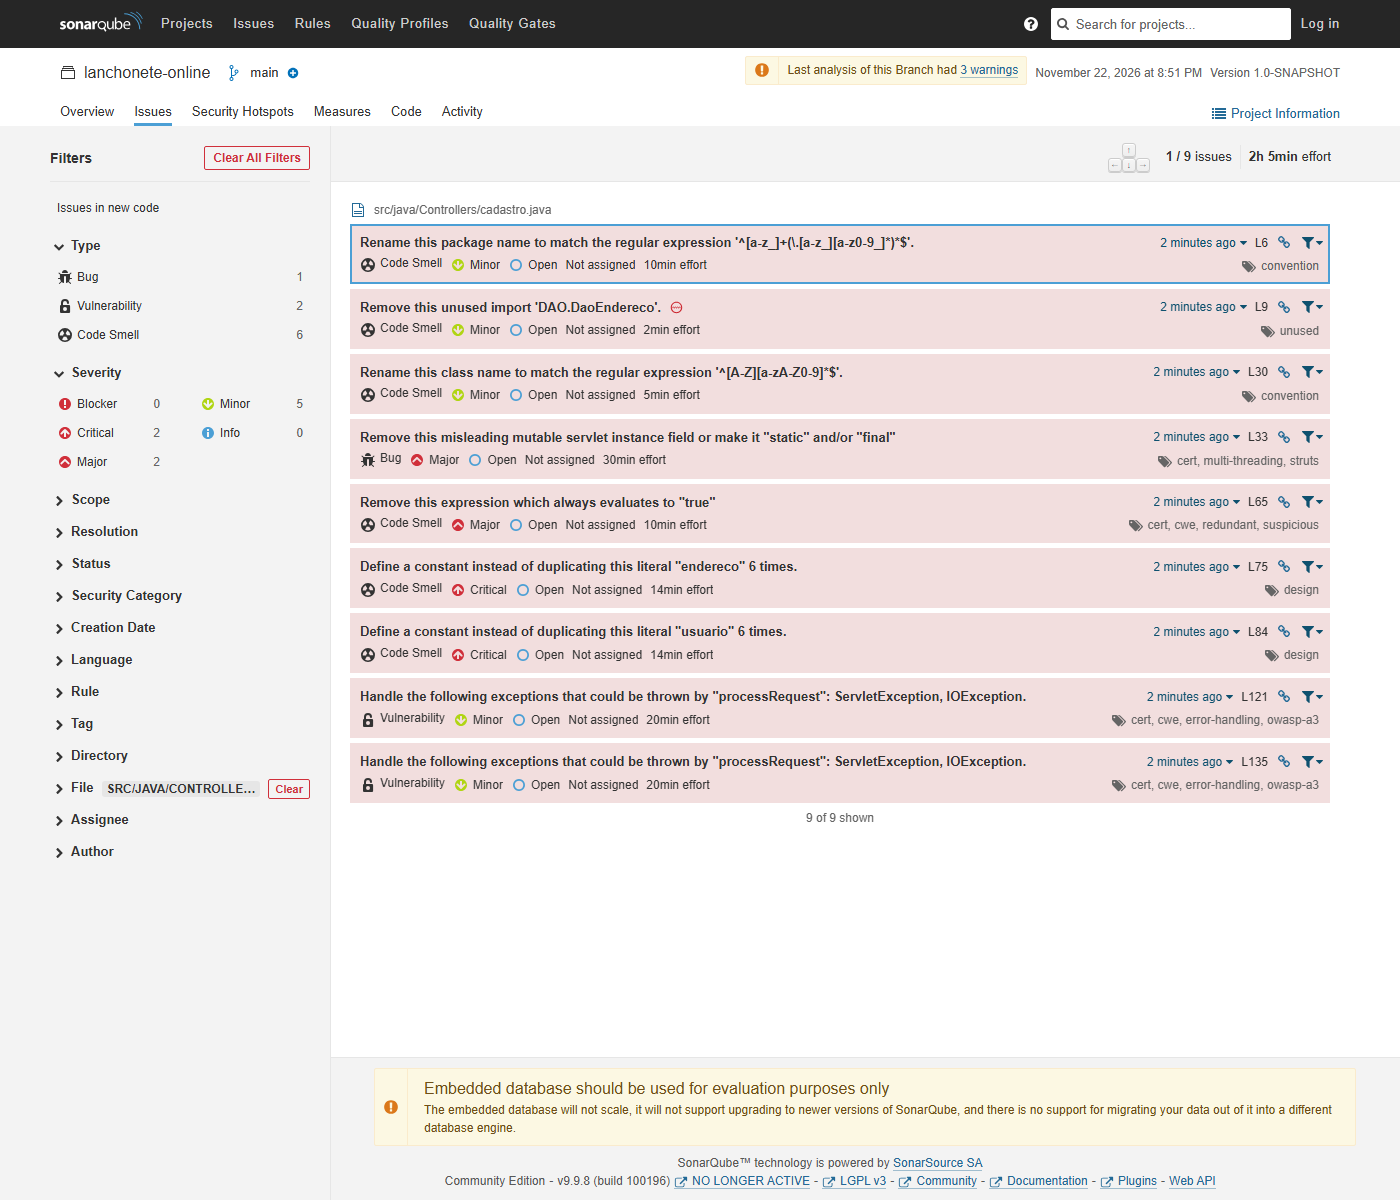 sonarqube Projects Issues Rules Quality Profiles Quality Gates Search for projects... Log in
lanchonete-online main Last analysis of this Branch had 3 warnings November 22, 2026 at 8:51 PM Version 1.0-SNAPSHOT
Overview Issues Security Hotspots Measures Code Activity Project Information
Filters Clear All Filters 1 / 9 issues 2h 5min effort
Issues in new code
Type
Bug 1
Vulnerability 2
Code Smell 6
Severity
Blocker 0 Minor 5
Critical 2 Info 0
Major 2
Scope
Resolution
Status
Security Category
Creation Date
Language
Rule
Tag
Directory
File SRC/JAVA/CONTROLLE... Clear
Assignee
Author
src/java/Controllers/cadastro.java
Rename this package name to match the regular expression '^[a-z_]+(\.[a-z_][a-z0-9_]*)*$'. 2 minutes ago L6
Code Smell Minor Open Not assigned 10min effort convention
Remove this unused import 'DAO.DaoEndereco'. 2 minutes ago L9
Code Smell Minor Open Not assigned 2min effort unused
Rename this class name to match the regular expression '^[A-Z][a-zA-Z0-9]*$'. 2 minutes ago L30
Code Smell Minor Open Not assigned 5min effort convention
Remove this misleading mutable servlet instance field or make it "static" and/or "final" 2 minutes ago L33
Bug Major Open Not assigned 30min effort cert, multi-threading, struts
Remove this expression which always evaluates to "true" 2 minutes ago L65
Code Smell Major Open Not assigned 10min effort cert, cwe, redundant, suspicious
Define a constant instead of duplicating this literal "endereco" 6 times. 2 minutes ago L75
Code Smell Critical Open Not assigned 14min effort design
Define a constant instead of duplicating this literal "usuario" 6 times. 2 minutes ago L84
Code Smell Critical Open Not assigned 14min effort design
Handle the following exceptions that could be thrown by "processRequest": ServletException, IOException. 2 minutes ago L121
Vulnerability Minor Open Not assigned 20min effort cert, cwe, error-handling, owasp-a3
Handle the following exceptions that could be thrown by "processRequest": ServletException, IOException. 2 minutes ago L135
Vulnerability Minor Open Not assigned 20min effort cert, cwe, error-handling, owasp-a3
9 of 9 shown
Embedded database should be used for evaluation purposes only
The embedded database will not scale, it will not support upgrading to newer versions of SonarQube, and there is no support for migrating your data out of it into a different
database engine.
SonarQube™ technology is powered by SonarSource SA
Community Edition - v9.9.8 (build 100196) NO LONGER ACTIVE - LGPL v3 - Community - Documentation - Plugins - Web API